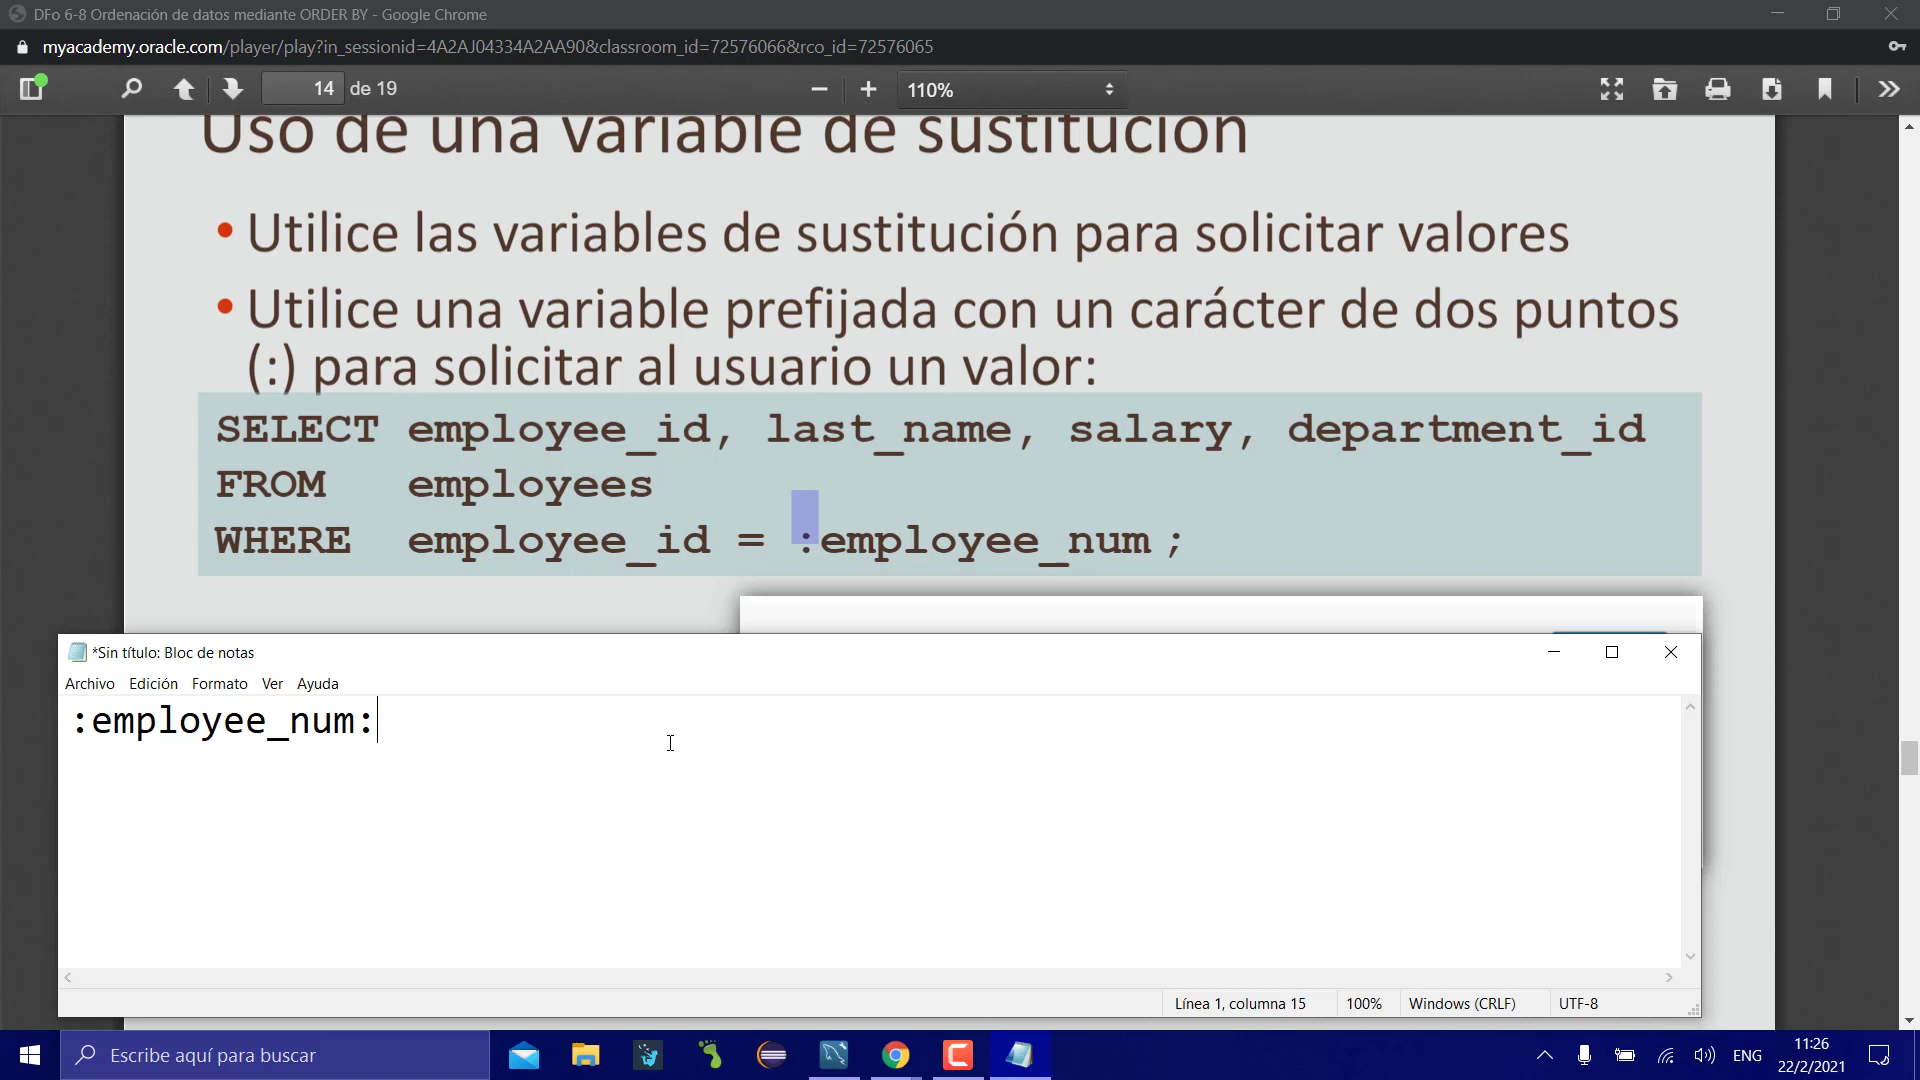 DFo 6-8 Ordenación de datos mediante ORDER BY - Google Chrome
myacademy.oracle.com/player/play?in_sessionid=4A2AJ04334A2AA90&classroom_id=72576066&rco_id=72576065
14 de 19
110%
Uso de una variable de sustitución
• Utilice las variables de sustitución para solicitar valores
• Utilice una variable prefijada con un carácter de dos puntos
(:) para solicitar al usuario un valor:
SELECT employee_id, last_name, salary, department_id
FROM employees
WHERE employee_id = :employee_num ;
*Sin título: Bloc de notas
Archivo Edición Formato Ver Ayuda
:employee_num:
Línea 1, columna 15 100% Windows (CRLF) UTF-8
Escribe aquí para buscar
ENG
11:26
22/2/2021